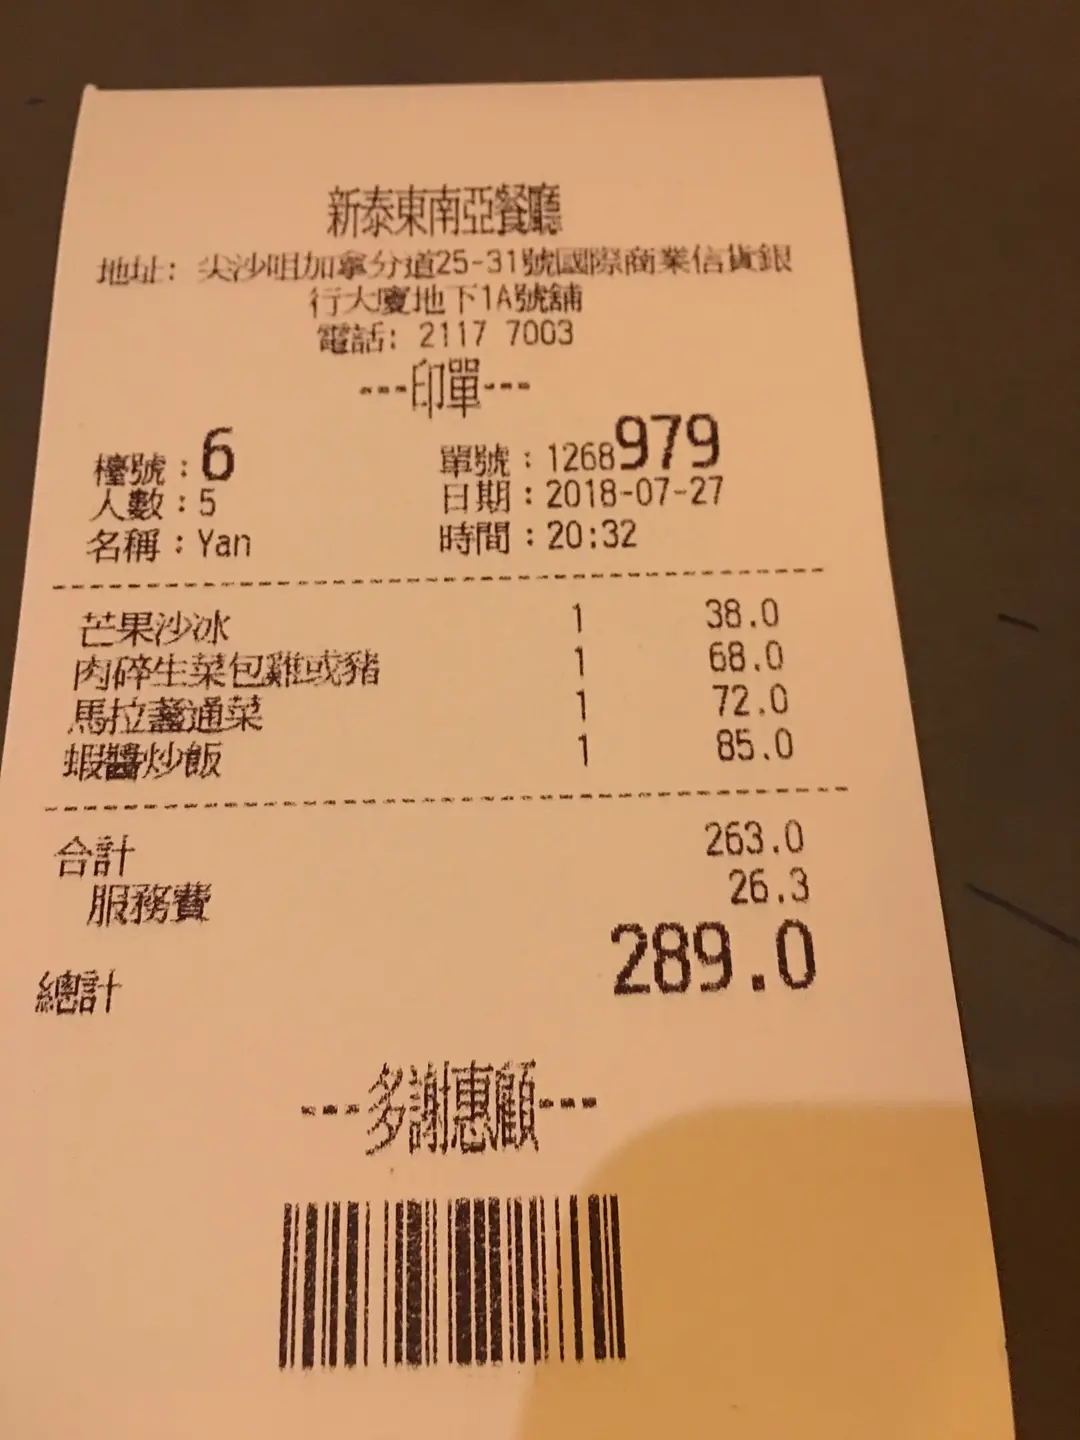 新泰東南亞餐廳
地址: 尖沙咀加拿分道25-31號國際商業信貨銀
行大廈地下1A號舖
電話: 2117 7003
---印單---
檯號:6 單號:1268979
人數:5 日期:2018-07-27
名稱:Yan 時間:20:32
芒果沙冰 1 38.0
肉碎生菜包雞或豬 1 68.0
馬拉盞通菜 1 72.0
蝦醬炒飯 1 85.0
合計 263.0
服務費 26.3
總計 289.0
---多謝惠顧---